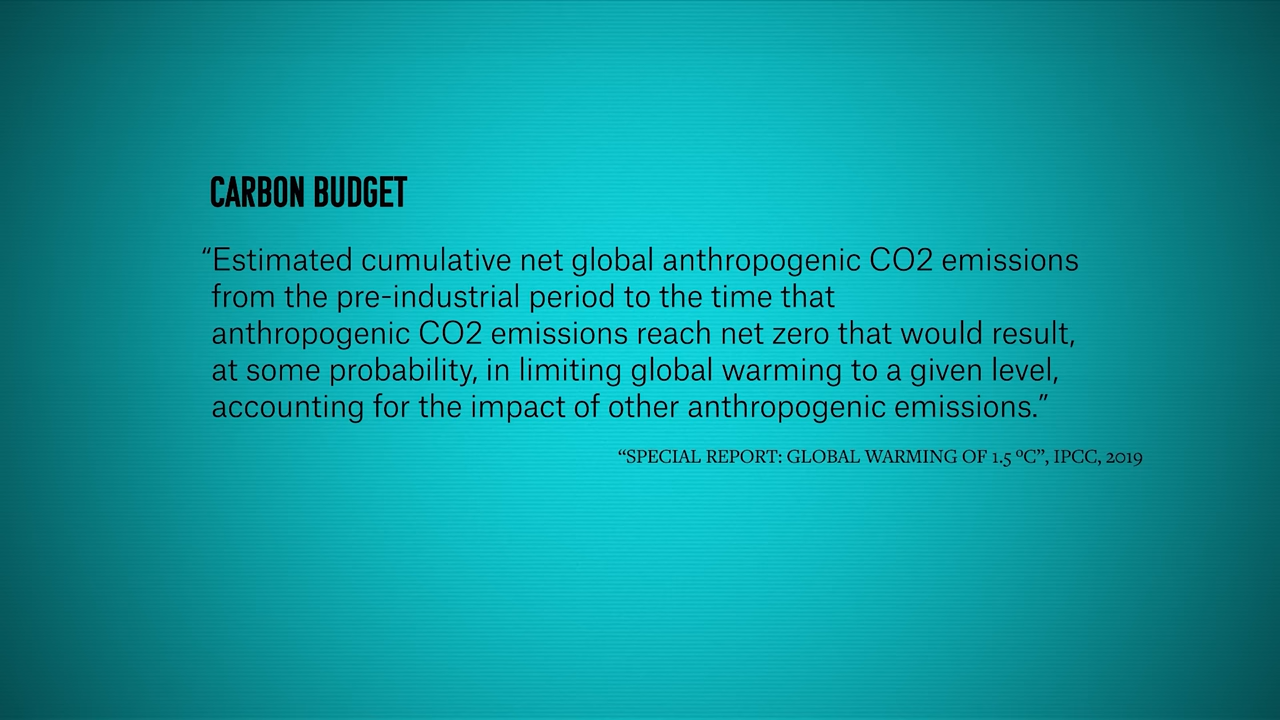 CARBON BUDGET
“Estimated cumulative net global anthropogenic CO2 emissions
from the pre-industrial period to the time that
anthropogenic CO2 emissions reach net zero that would result,
at some probability, in limiting global warming to a given level,
accounting for the impact of other anthropogenic emissions.”
“SPECIAL REPORT: GLOBAL WARMING OF 1.5 ºC”, IPCC, 2019